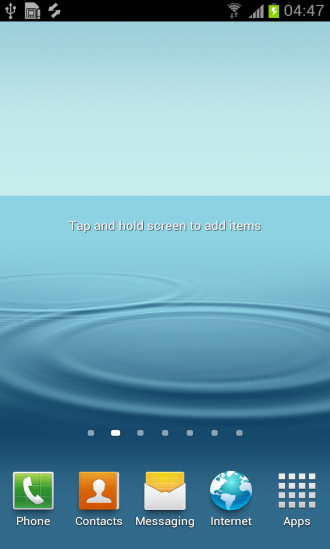 04:47
Tap and hold screen to add items
Phone Contacts Messaging Internet Apps